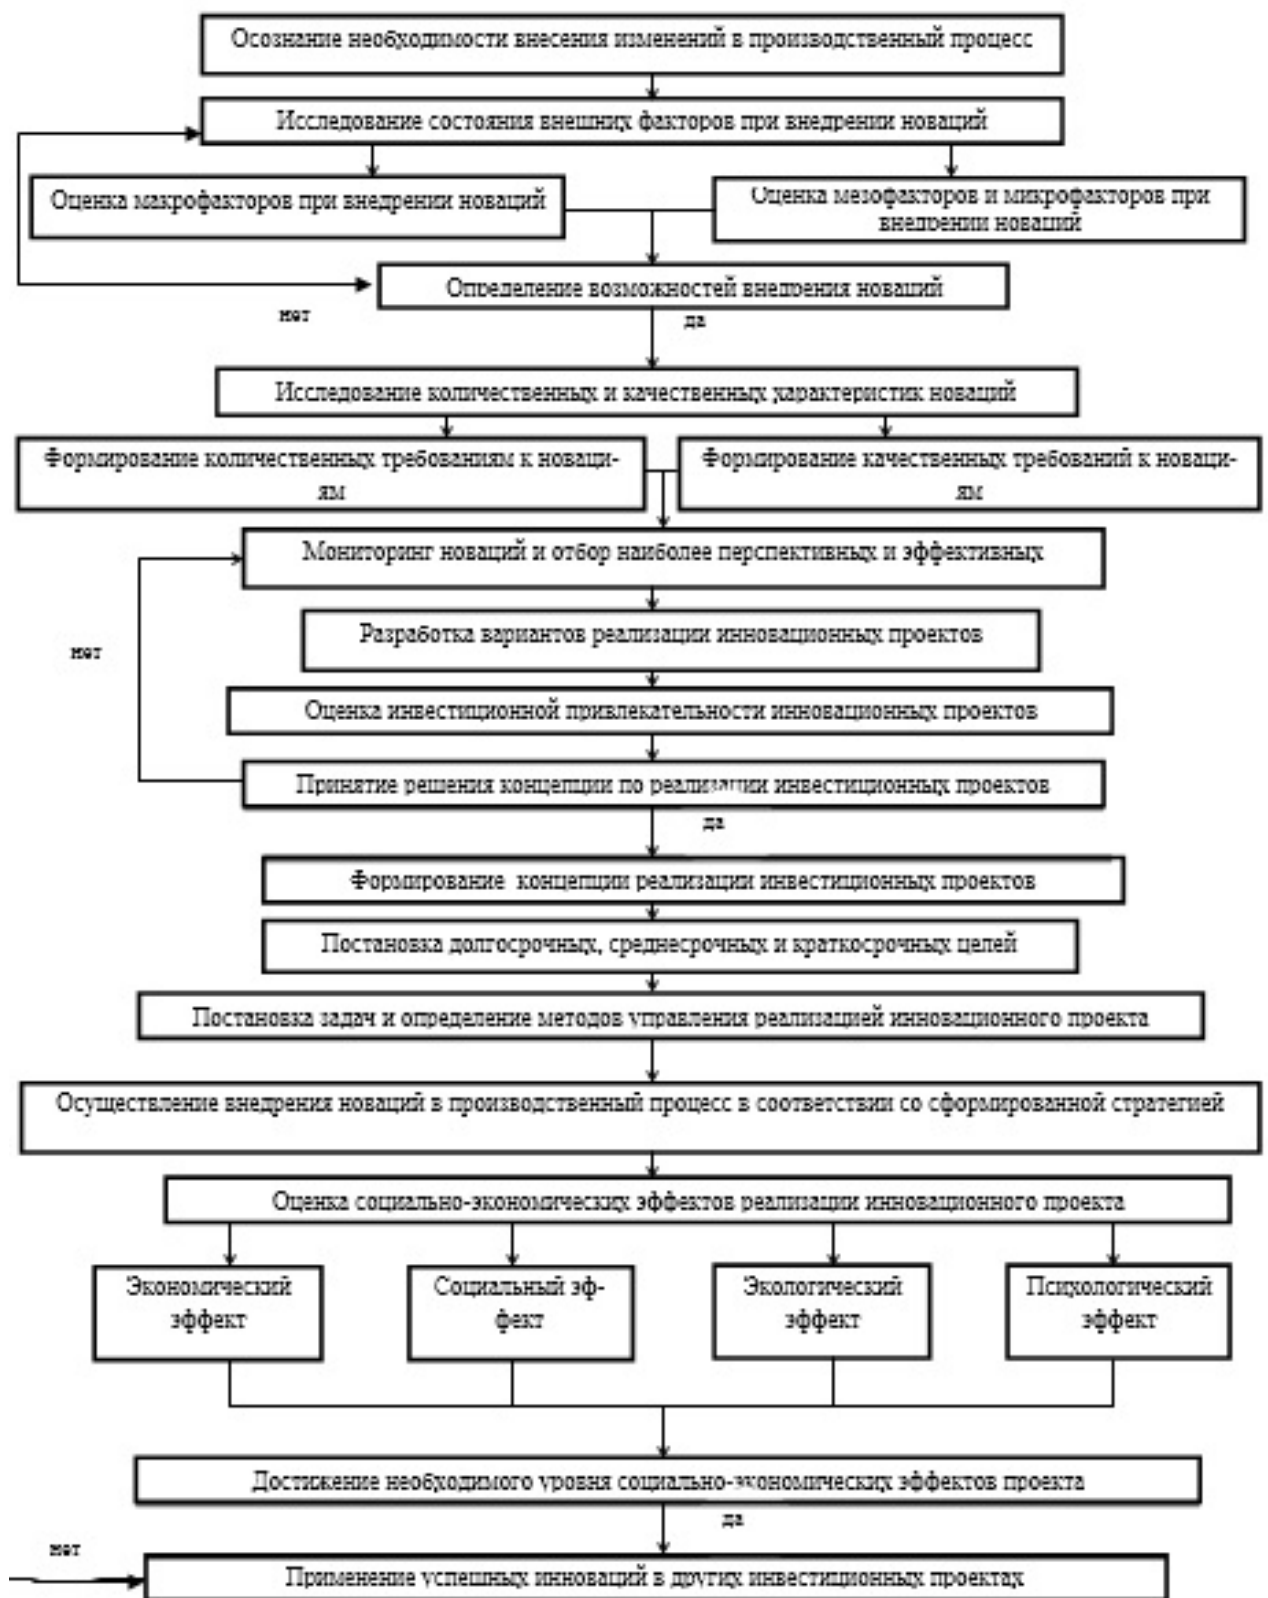 Осознание необходимости внесения изменений в производственный процесс
Исследование состояния внешних факторов при внедрении новаций
Оценка макрофакторов при внедрении новаций
Оценка мезофакторов и микрофакторов при
внедрении новаций
Определение возможностей внедрения новаций
нет
да
Исследование количественных и качественных характеристик новаций
Формирование количественных требованиям к новаци-
ям
Формирование качественных требований к новаци-
ям
Мониторинг новаций и отбор наиболее перспективных и эффективных
Разработка вариантов реализации инновационных проектов
нет
Оценка инвестиционной привлекательности инновационных проектов
Принятие решения концепции по реализации инвестиционных проектов
да
Формирование концепции реализации инвестиционных проектов
Постановка долгосрочных, среднесрочных и краткосрочных целей
Постановка задач и определение методов управления реализацией инновационного проекта
Осуществление внедрения новаций в производственный процесс в соответствии со сформированной стратегией
Оценка социально-экономических эффектов реализации инновационного проекта
Экономический
эффект
Социальный эф-
фект
Экологический
эффект
Психологический
эффект
Достижение необходимого уровня социально-экономических эффектов проекта
да
нет
Применение успешных инноваций в других инвестиционных проектах